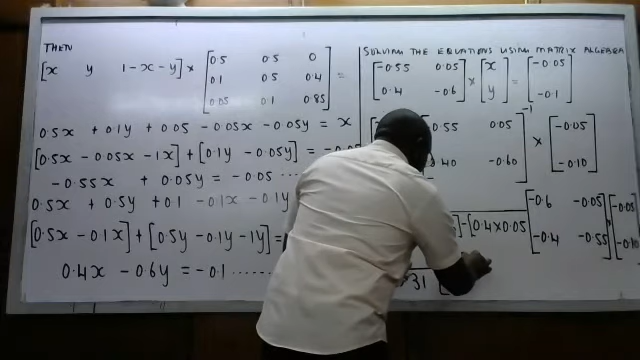 THEN
[x y 1-x-y] × [0.5 0.5 0
0.1 0.5 0.4
0.05 0.1 0.85] =
0.5x + 0.1y + 0.05 - 0.05x - 0.05y = x
[0.5x - 0.05x - 1x] + [0.1y - 0.05y] = -0.05
-0.55x + 0.05y = -0.05 ....
0.5x + 0.5y + 0.1 - 0.1x - 0.1y
[0.5x - 0.1x] + [0.5y - 0.1y - 1y] =
0.4x - 0.6y = -0.1 ......
SOLVING THE EQUATIONS USING MATRIX ALGEBRA
[-0.55 0.05
0.4 -0.6] × [x
y] = [-0.05
-0.1]
0.55 0.05
.40 -0.60]-1 × [-0.05
-0.10]
] - [0.4×0.05 [-0.6 -0.05
-0.4 -0.55] [-0.05
-0.10]
31 [